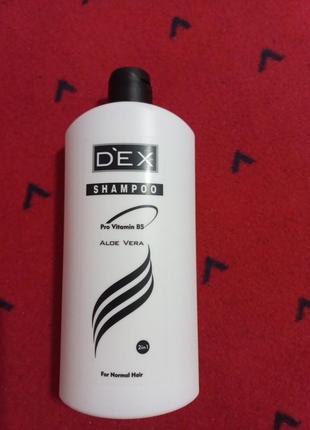 D'EX
SHAMPOO
Pro Vitamin B5
ALOE VERA
2in1
For Normal Hair